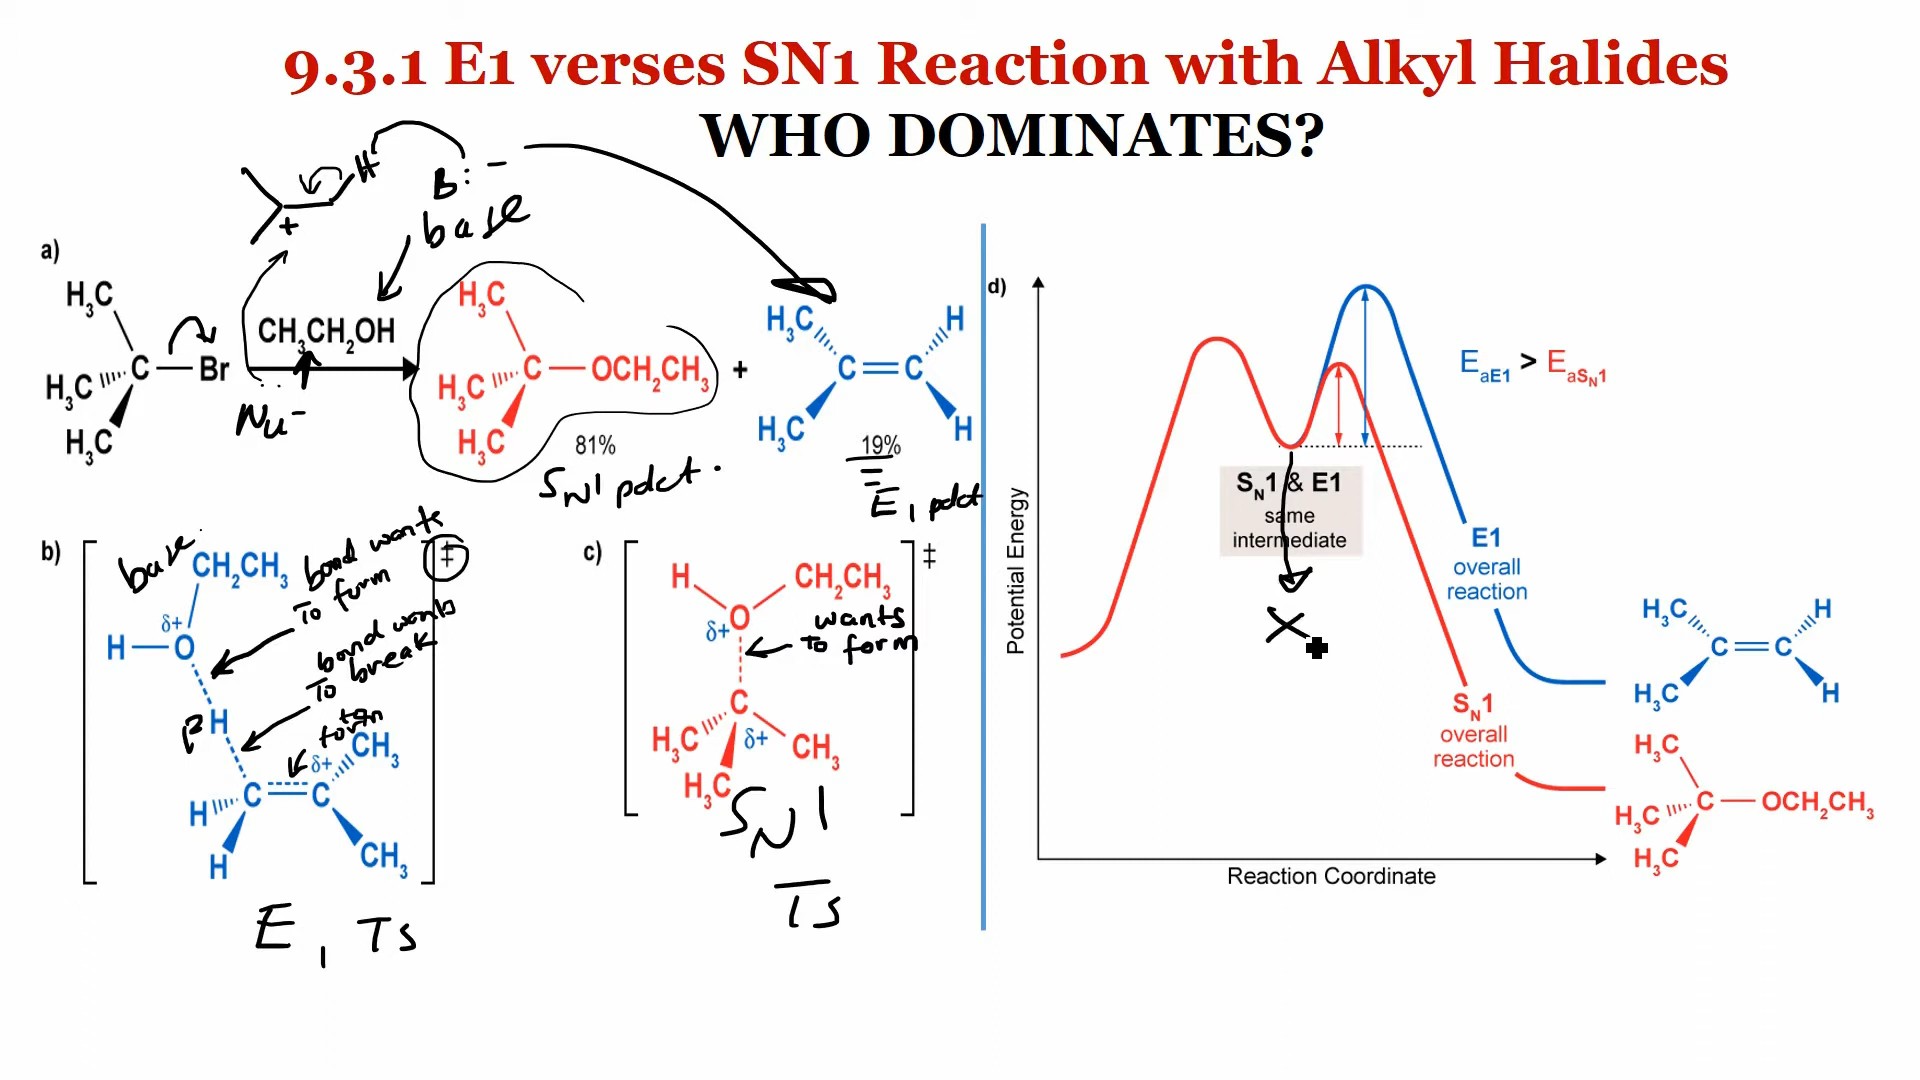 9.3.1 E1 verses SN1 Reaction with Alkyl Halides
WHO DOMINATES?
H
B:⁻
base
+
a)
H₃C
C—Br
H₃C
H₃C
CH₃CH₂OH
Nu⁻
H₃C
C—OCH₂CH₃
H₃C
H₃C
81%
SN1 pdct.
+
H₃C
H
C=C
H₃C
H
19%
E1 pdct
b)
base
CH₂CH₃
δ+
H—O
H
β
bond wants
To form
bond wants
To break
‡
δ+
CH₃
H
C=C
H
CH₃
E1 Ts
c)
H
CH₂CH₃
O
δ+
wants
To form
C
δ+
H₃C
CH₃
H₃C
‡
SN1
TS
d)
Potential Energy
Reaction Coordinate
EaE1 > EaSN1
SN1 & E1
same
intermediate
+
E1
overall
reaction
SN1
overall
reaction
H₃C
H
C=C
H₃C
H
H₃C
C—OCH₂CH₃
H₃C
H₃C